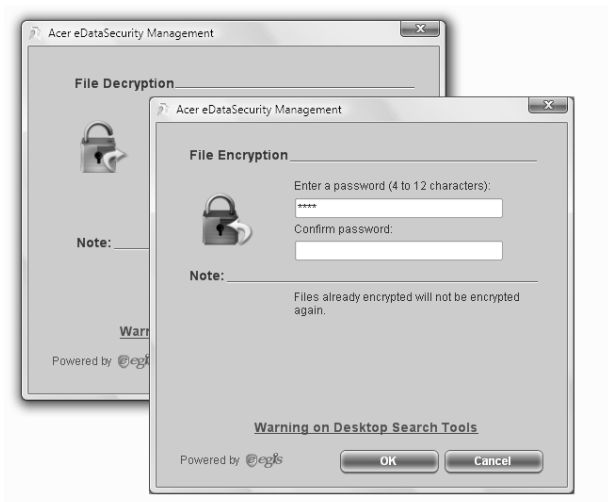 Acer eDataSecurity Management
File Decryption
Note:
Powered by egis
Acer eDataSecurity Management
File Encryption
Enter a password (4 to 12 characters):
****
Confirm password:
Note:
Files already encrypted will not be encrypted
again.
Warning on Desktop Search Tools
Powered by egis
OK
Cancel